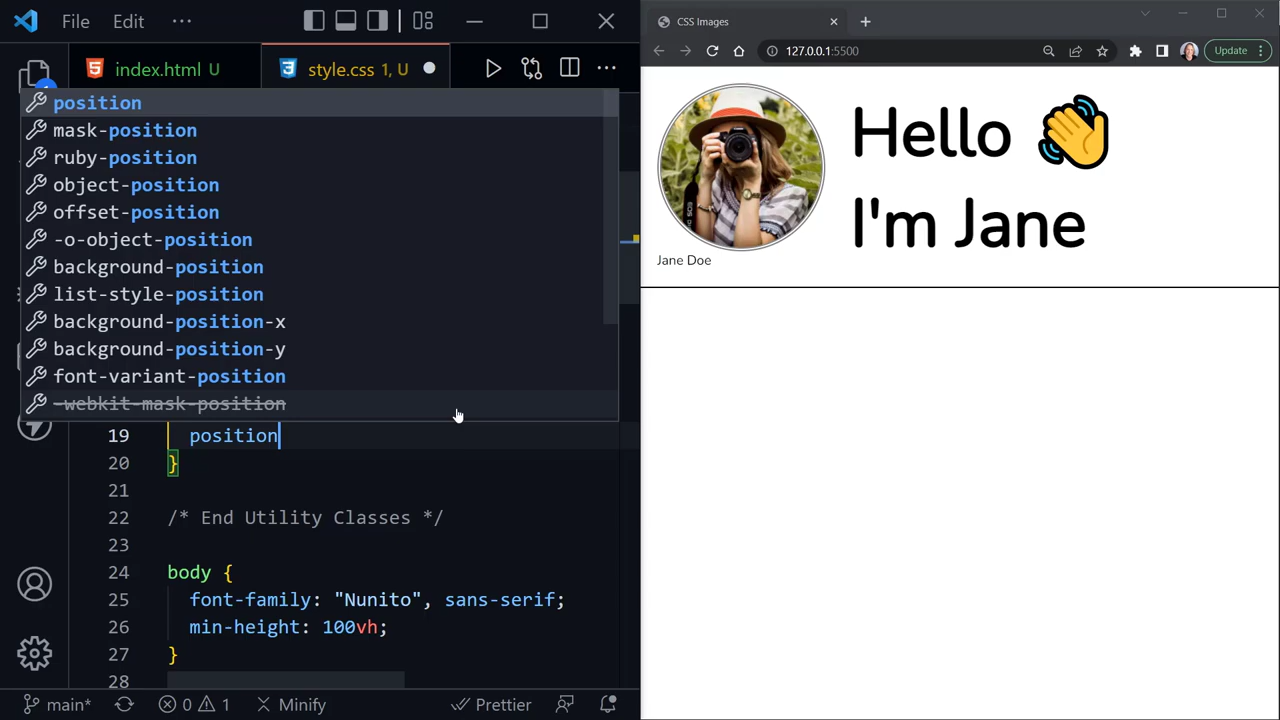 File Edit ...
index.html U
style.css 1, U
position
mask-position
ruby-position
object-position
offset-position
-o-object-position
background-position
list-style-position
background-position-x
background-position-y
font-variant-position
-webkit-mask-position
19 position
20 }
21
22 /* End Utility Classes */
23
24 body {
25 font-family: "Nunito", sans-serif;
26 min-height: 100vh;
27 }
28
main* 0 1 Minify Prettier
CSS Images
127.0.0.1:5500 Update
Hello 👋
I'm Jane
Jane Doe